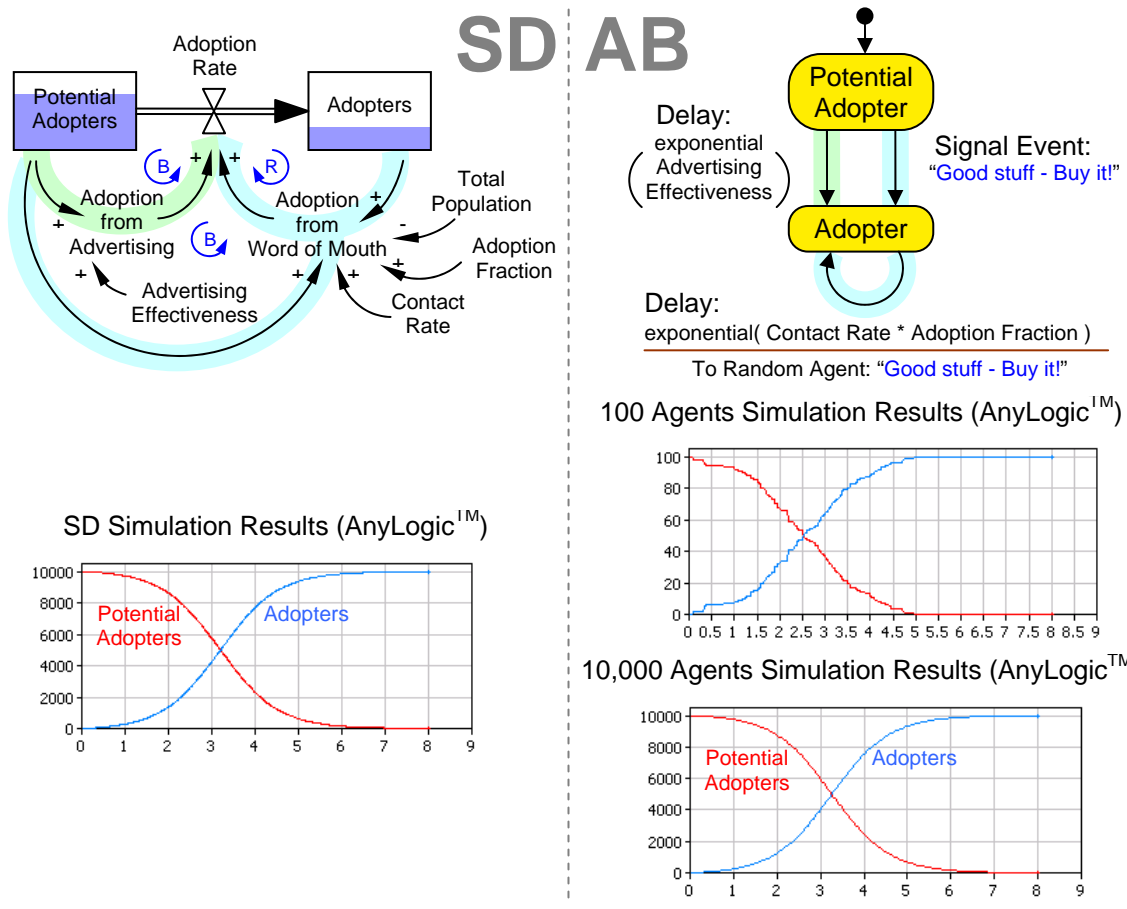 SD
Adoption
Rate
Potential
Adopters
Adopters
B
R
B
+
+
+
+
+
+
+
+
-
Adoption
from
Advertising
Adoption
from
Word of Mouth
Total
Population
Adoption
Fraction
Contact
Rate
Advertising
Effectiveness
SD Simulation Results (AnyLogic™)
10000
8000
6000
4000
2000
0
Potential
Adopters
Adopters
0 1 2 3 4 5 6 7 8 9
AB
Potential
Adopter
Delay:
( exponential
Advertising
Effectiveness )
Signal Event:
“Good stuff - Buy it!”
Adopter
Delay:
exponential( Contact Rate * Adoption Fraction )
To Random Agent: “Good stuff - Buy it!”
100 Agents Simulation Results (AnyLogic™)
100
80
60
40
20
0
0 0.5 1 1.5 2 2.5 3 3.5 4 4.5 5 5.5 6 6.5 7 7.5 8 8.5 9
10,000 Agents Simulation Results (AnyLogic™
10000
8000
6000
4000
2000
0
Potential
Adopters
Adopters
0 1 2 3 4 5 6 7 8 9